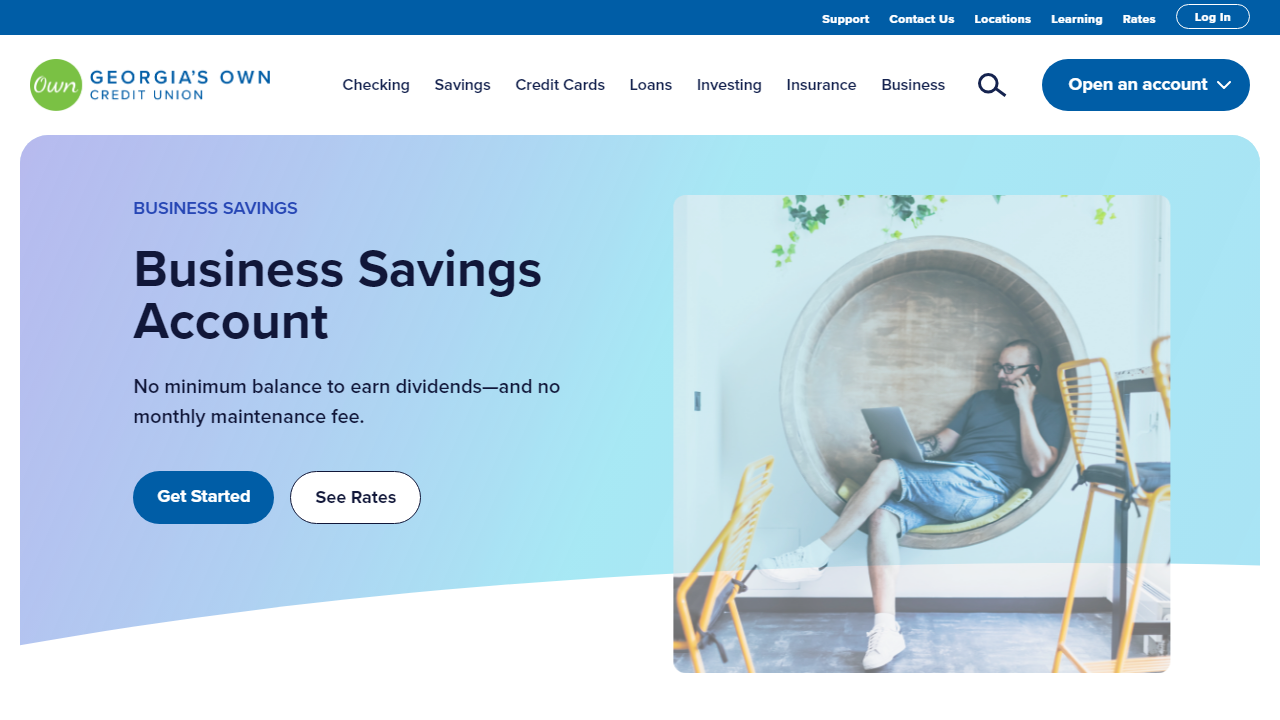 Support Contact Us Locations Learning Rates Log In
Own GEORGIA'S OWN
CREDIT UNION
Checking Savings Credit Cards Loans Investing Insurance Business Open an account
BUSINESS SAVINGS
Business Savings
Account
No minimum balance to earn dividends—and no
monthly maintenance fee.
Get Started See Rates